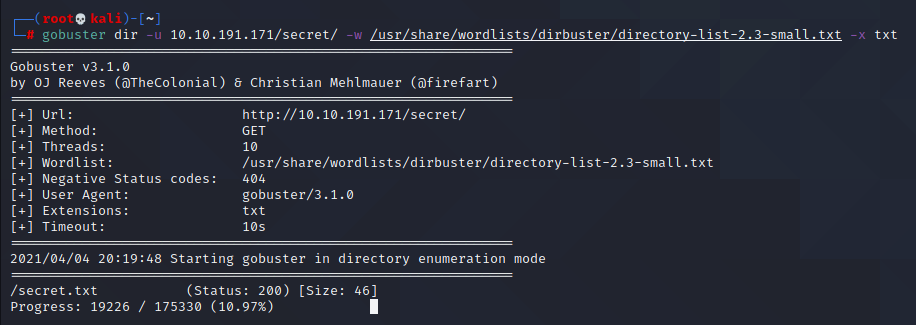 ┌──(root💀kali)-[~]
└─# gobuster dir -u 10.10.191.171/secret/ -w /usr/share/wordlists/dirbuster/directory-list-2.3-small.txt -x txt
===============================================================
Gobuster v3.1.0
by OJ Reeves (@TheColonial) & Christian Mehlmauer (@firefart)
===============================================================
[+] Url:                     http://10.10.191.171/secret/
[+] Method:                  GET
[+] Threads:                 10
[+] Wordlist:                /usr/share/wordlists/dirbuster/directory-list-2.3-small.txt
[+] Negative Status codes:   404
[+] User Agent:              gobuster/3.1.0
[+] Extensions:              txt
[+] Timeout:                 10s
===============================================================
2021/04/04 20:19:48 Starting gobuster in directory enumeration mode
===============================================================
/secret.txt           (Status: 200) [Size: 46]
Progress: 19226 / 175330 (10.97%)